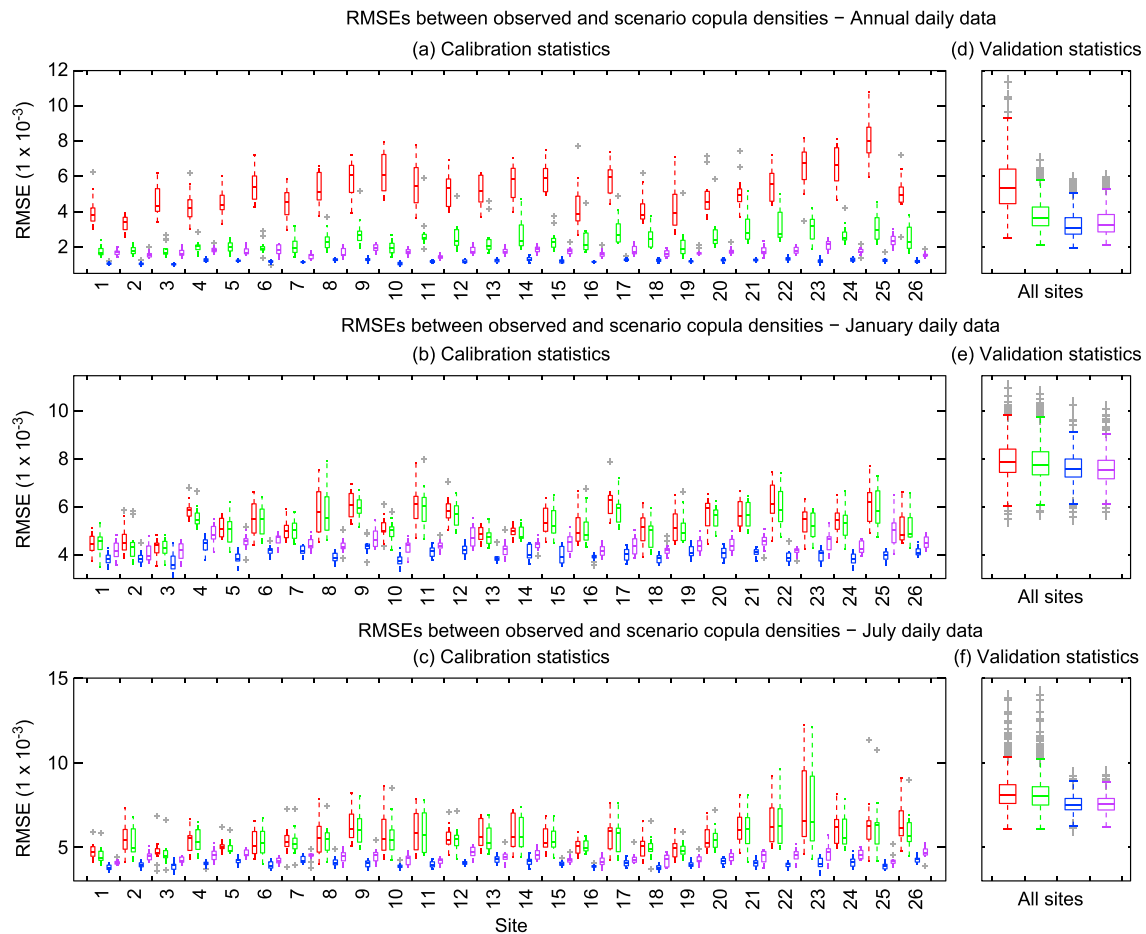 RMSEs between observed and scenario copula densities − Annual daily data
(a) Calibration statistics
(d) Validation statistics
RMSE (1 x 10-3)
12
10
8
6
4
2
1 2 3 4 5 6 7 8 9 10 11 12 13 14 15 16 17 18 19 20 21 22 23 24 25 26
All sites
RMSEs between observed and scenario copula densities − January daily data
(b) Calibration statistics
(e) Validation statistics
RMSE (1 x 10-3)
10
8
6
4
1 2 3 4 5 6 7 8 9 10 11 12 13 14 15 16 17 18 19 20 21 22 23 24 25 26
All sites
RMSEs between observed and scenario copula densities − July daily data
(c) Calibration statistics
(f) Validation statistics
RMSE (1 x 10-3)
15
10
5
1 2 3 4 5 6 7 8 9 10 11 12 13 14 15 16 17 18 19 20 21 22 23 24 25 26
All sites
Site